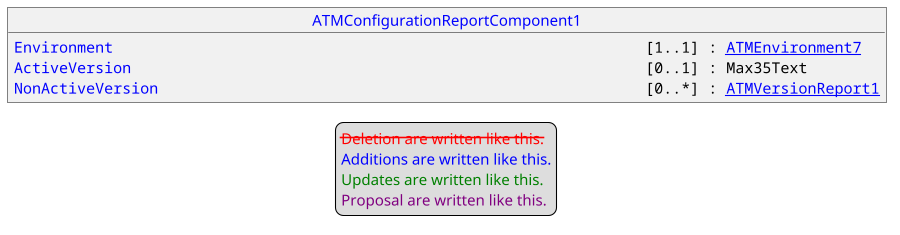 ATMConfigurationReportComponent1
Environment [1..1] : ATMEnvironment7
ActiveVersion [0..1] : Max35Text
NonActiveVersion [0..*] : ATMVersionReport1
Deletion are written like this.
Additions are written like this.
Updates are written like this.
Proposal are written like this.